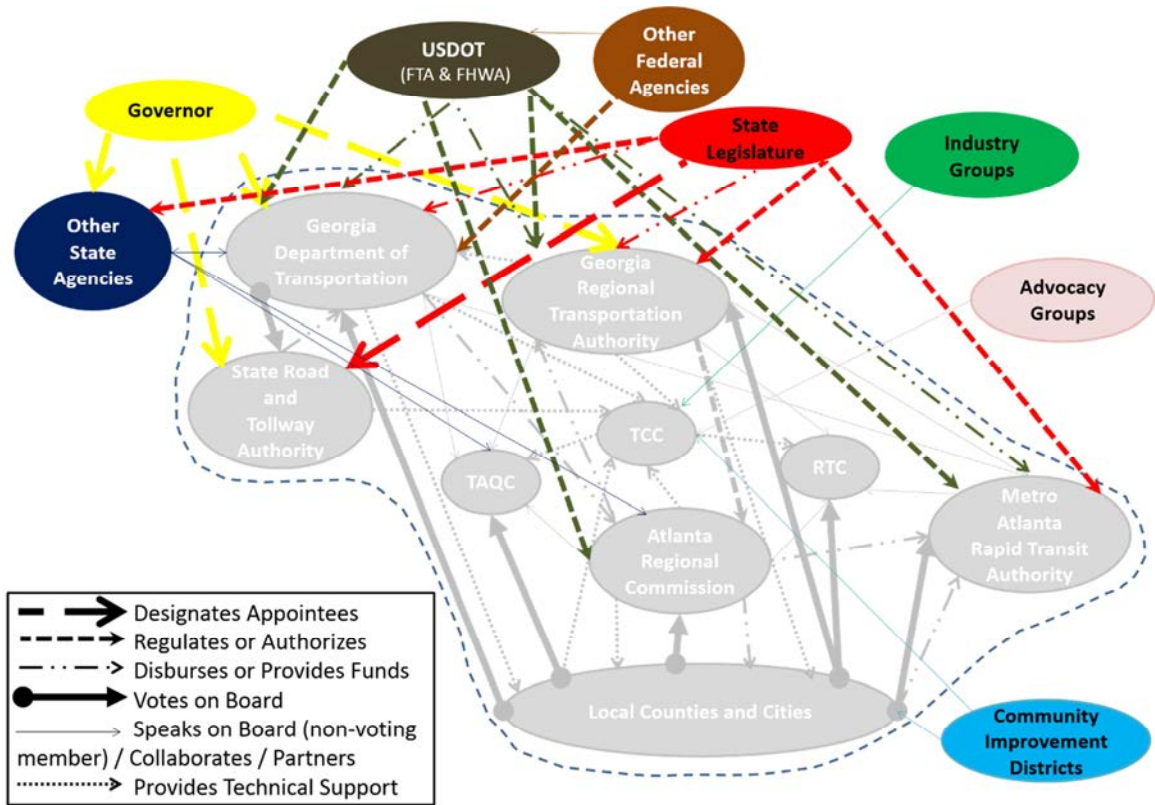 USDOT
(FTA & FHWA)
Other
Federal
Agencies
Governor
State
Legislature
Industry
Groups
Other
State
Agencies
Georgia
Department of
Transportation
Georgia
Regional
Transportation
Authority
Advocacy
Groups
State Road
and
Tollway
Authority
TCC
TAQC
RTC
Metro
Atlanta
Rapid Transit
Authority
Atlanta
Regional
Commission
Local Counties and Cities
Community
Improvement
Districts
Designates Appointees
Regulates or Authorizes
Disburses or Provides Funds
Votes on Board
Speaks on Board (non-voting
member) / Collaborates / Partners
Provides Technical Support